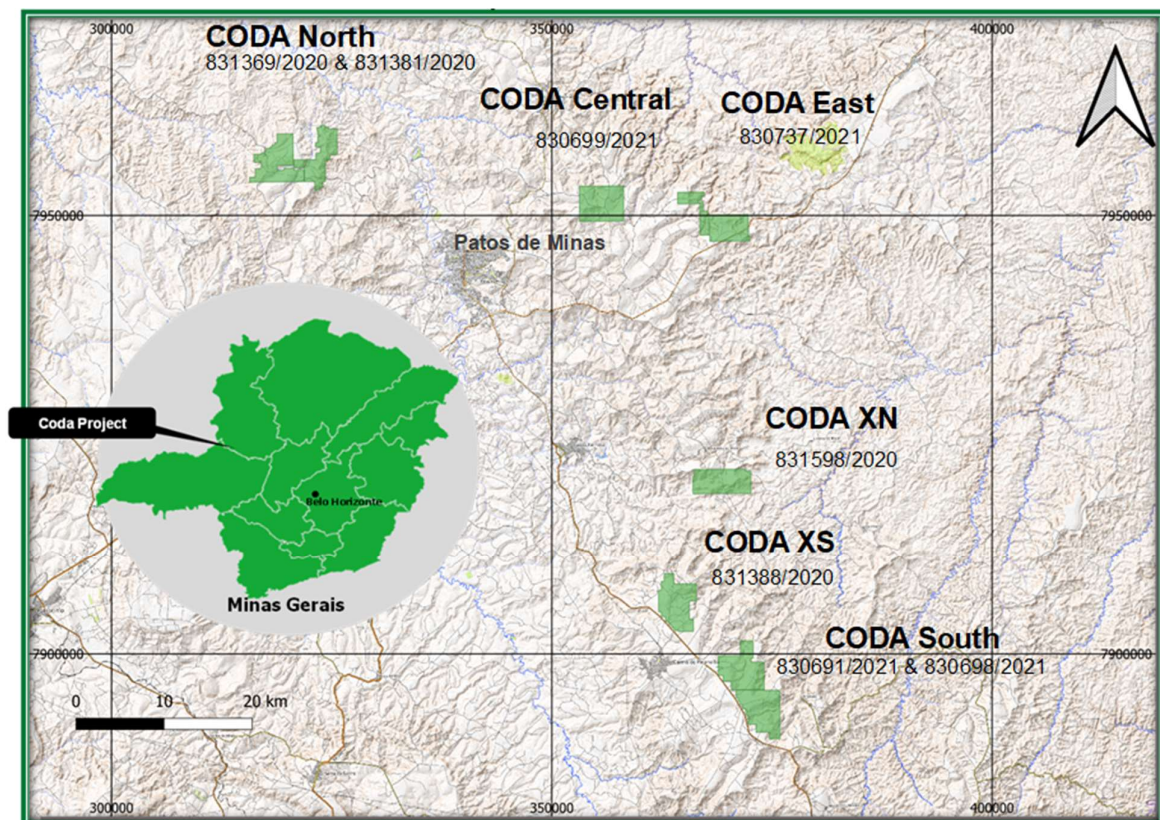 300000
350000
400000
CODA North
831369/2020 & 831381/2020
CODA Central
830699/2021
CODA East
830737/2021
7950000
7950000
Patos de Minas
Coda Project
Belo Horizonte
Minas Gerais
CODA XN
831598/2020
CODA XS
831388/2020
CODA South
830691/2021 & 830698/2021
7900000
7900000
0 10 20 km
300000
350000
400000